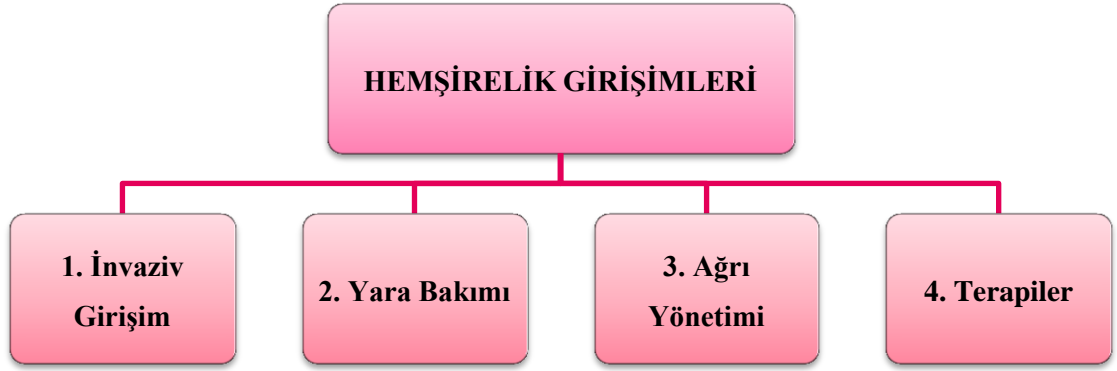 HEMŞİRELİK GİRİŞİMLERİ
1. İnvaziv
Girişim
2. Yara Bakımı
3. Ağrı
Yönetimi
4. Terapiler